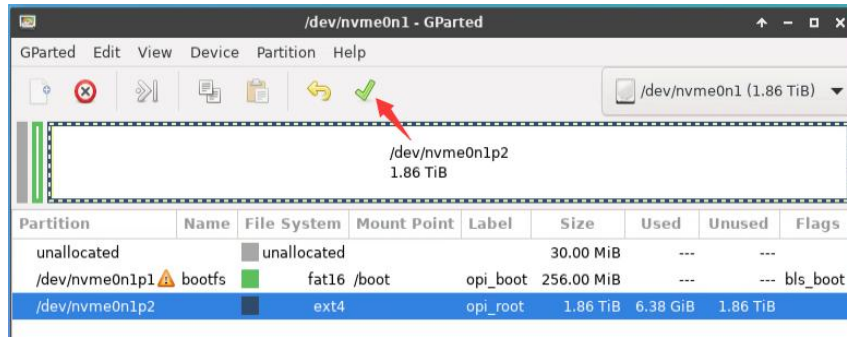 /dev/nvme0n1 - GParted
GParted Edit View Device Partition Help
/dev/nvme0n1 (1.86 TiB)
/dev/nvme0n1p2
1.86 TiB
Partition Name File System Mount Point Label Size Used Unused Flags
unallocated unallocated 30.00 MiB --- ---
/dev/nvme0n1p1 bootfs fat16 /boot opi_boot 256.00 MiB --- --- bls_boot
/dev/nvme0n1p2 ext4 opi_root 1.86 TiB 6.38 GiB 1.86 TiB